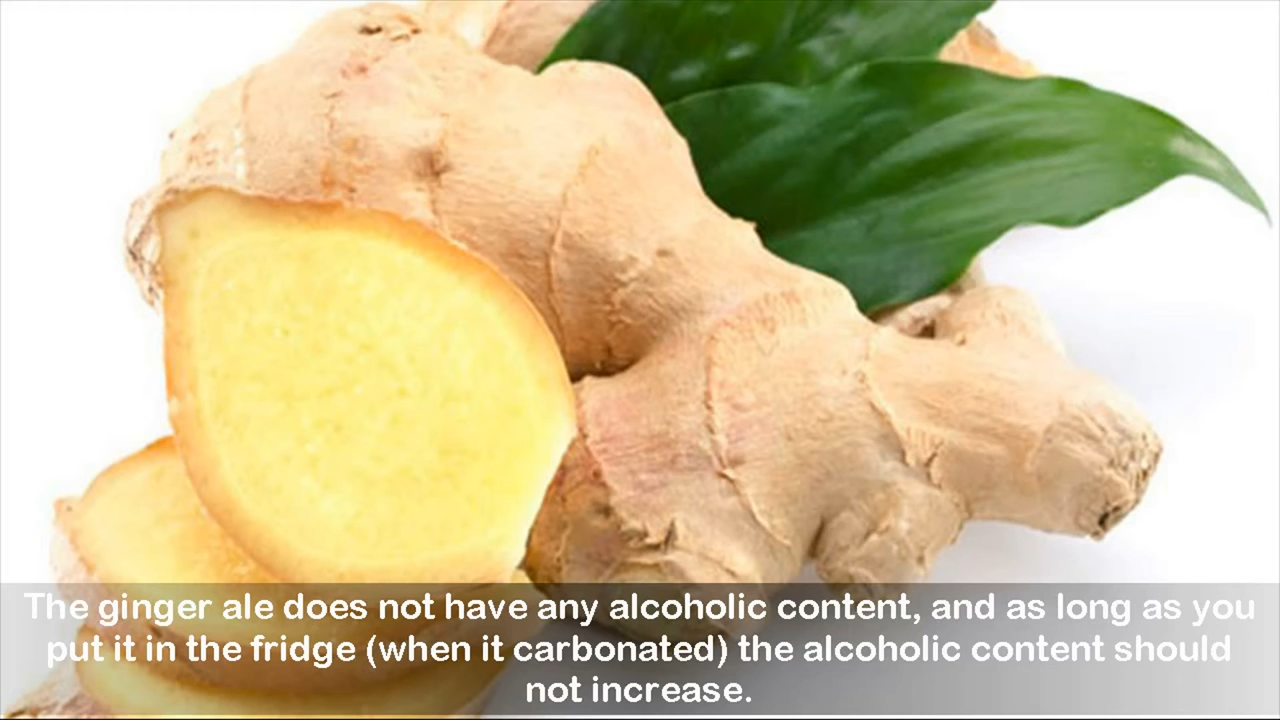 The ginger ale does not have any alcoholic content, and as long as you
put it in the fridge (when it carbonated) the alcoholic content should
not increase.